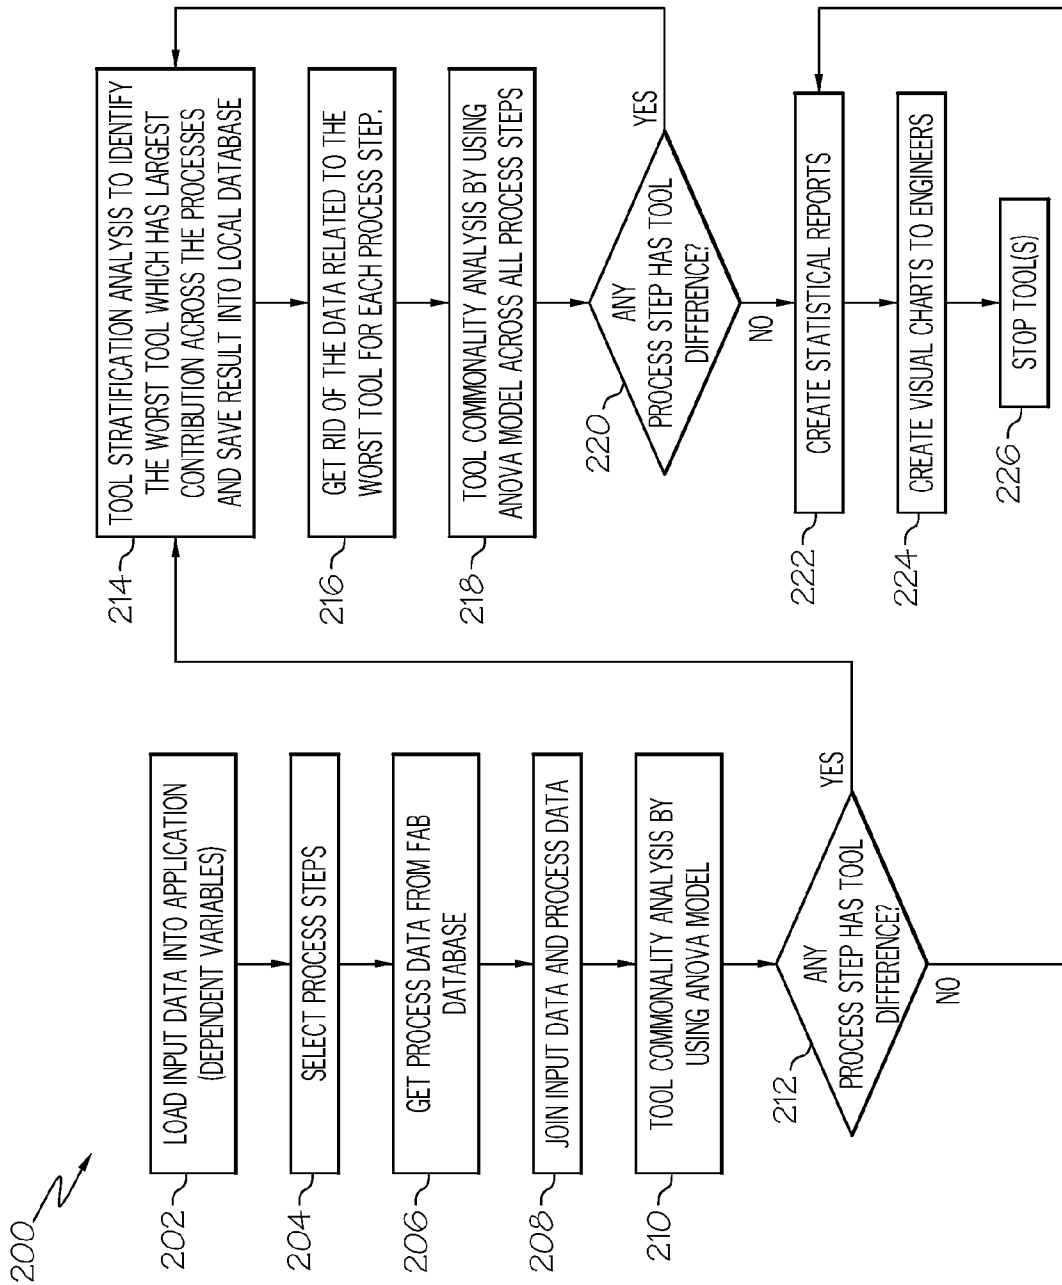 200
LOAD INPUT DATA INTO APPLICATION
(DEPENDENT VARIABLES)
202
SELECT PROCESS STEPS
204
GET PROCESS DATA FROM FAB
DATABASE
206
JOIN INPUT DATA AND PROCESS DATA
208
TOOL COMMONALITY ANALYSIS BY
USING ANOVA MODEL
210
ANY
PROCESS STEP HAS TOOL
DIFFERENCE?
212
YES
NO
TOOL STRATIFICATION ANALYSIS TO IDENTIFY
THE WORST TOOL WHICH HAS LARGEST
CONTRIBUTION ACROSS THE PROCESSES
AND SAVE RESULT INTO LOCAL DATABASE
214
GET RID OF THE DATA RELATED TO THE
WORST TOOL FOR EACH PROCESS STEP.
216
TOOL COMMONALITY ANALYSIS BY USING
ANOVA MODEL ACROSS ALL PROCESS STEPS
218
ANY
PROCESS STEP HAS TOOL
DIFFERENCE?
220
YES
NO
CREATE STATISTICAL REPORTS
222
CREATE VISUAL CHARTS TO ENGINEERS
224
STOP TOOL(S)
226